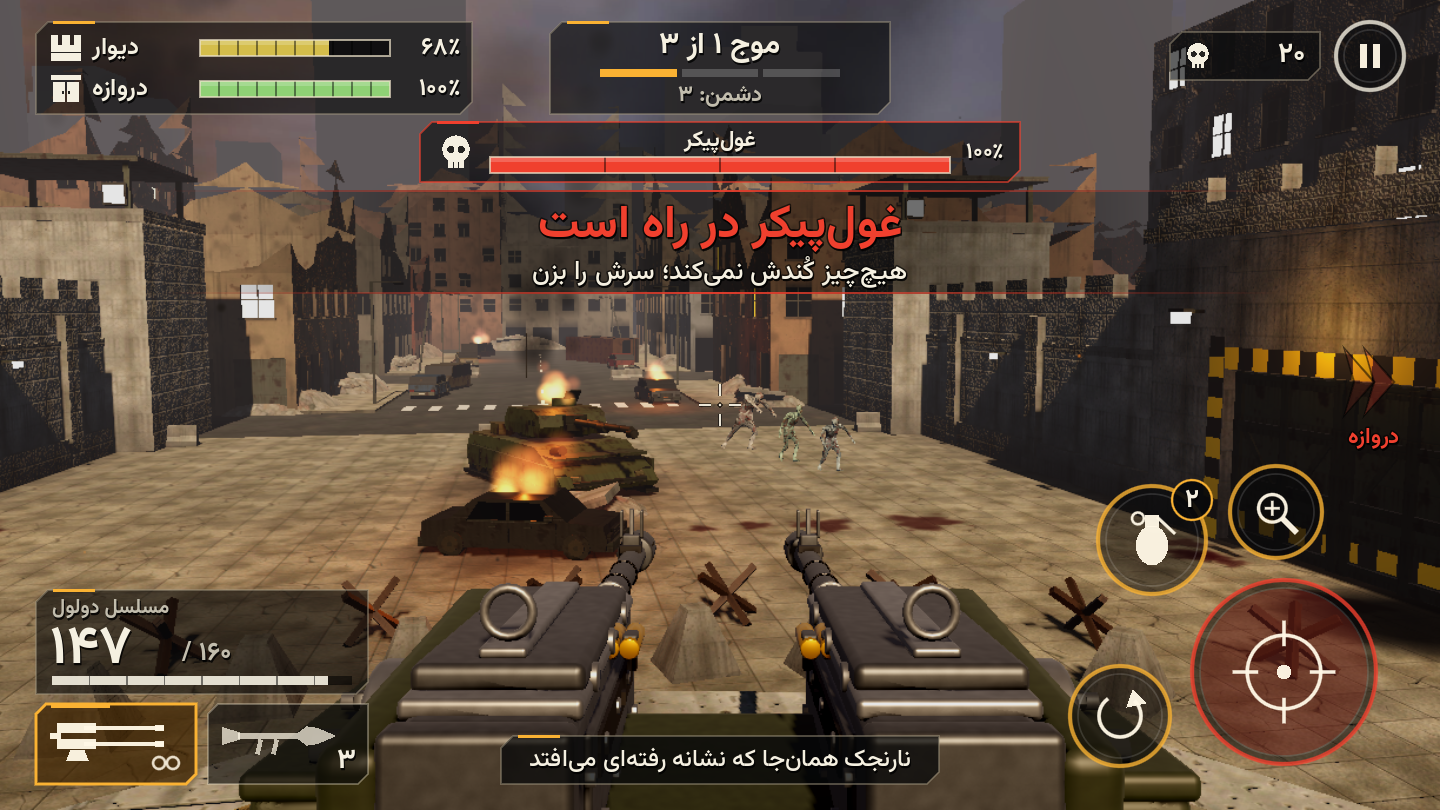 دیوار ۶۸٪
دروازه ۱۰۰٪
موج ۱ از ۳
دشمن: ۳
۲۰
غول‌پیکر
۱۰۰٪
غول‌پیکر در راه است
هیچ‌چیز کُندش نمی‌کند؛ سرش را بزن
دروازه
۲
مسلسل دولول
۱۴۷ / ۱۶۰
∞
۳
نارنجک همان‌جا که نشانه رفته‌ای می‌افتد